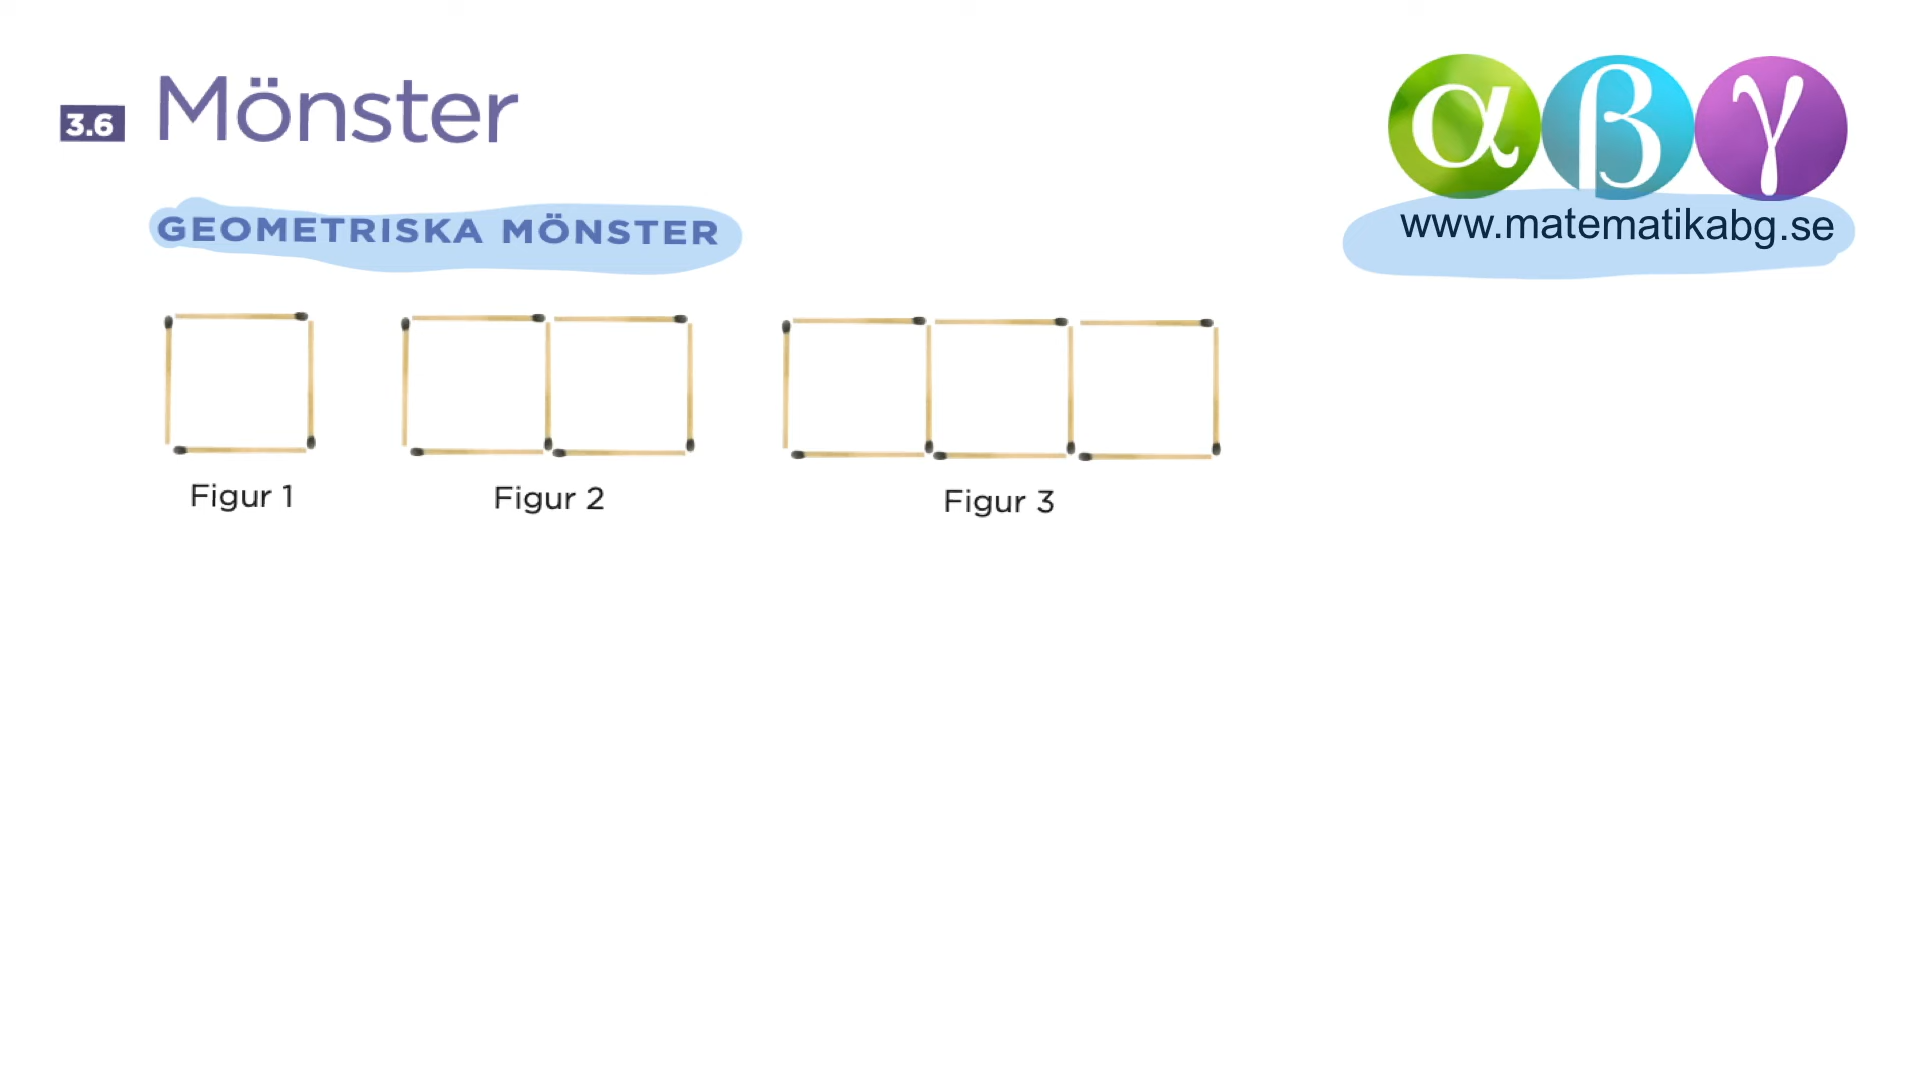 3.6 Mönster
αβγ
www.matematikabg.se
GEOMETRISKA MÖNSTER
Figur 1
Figur 2
Figur 3